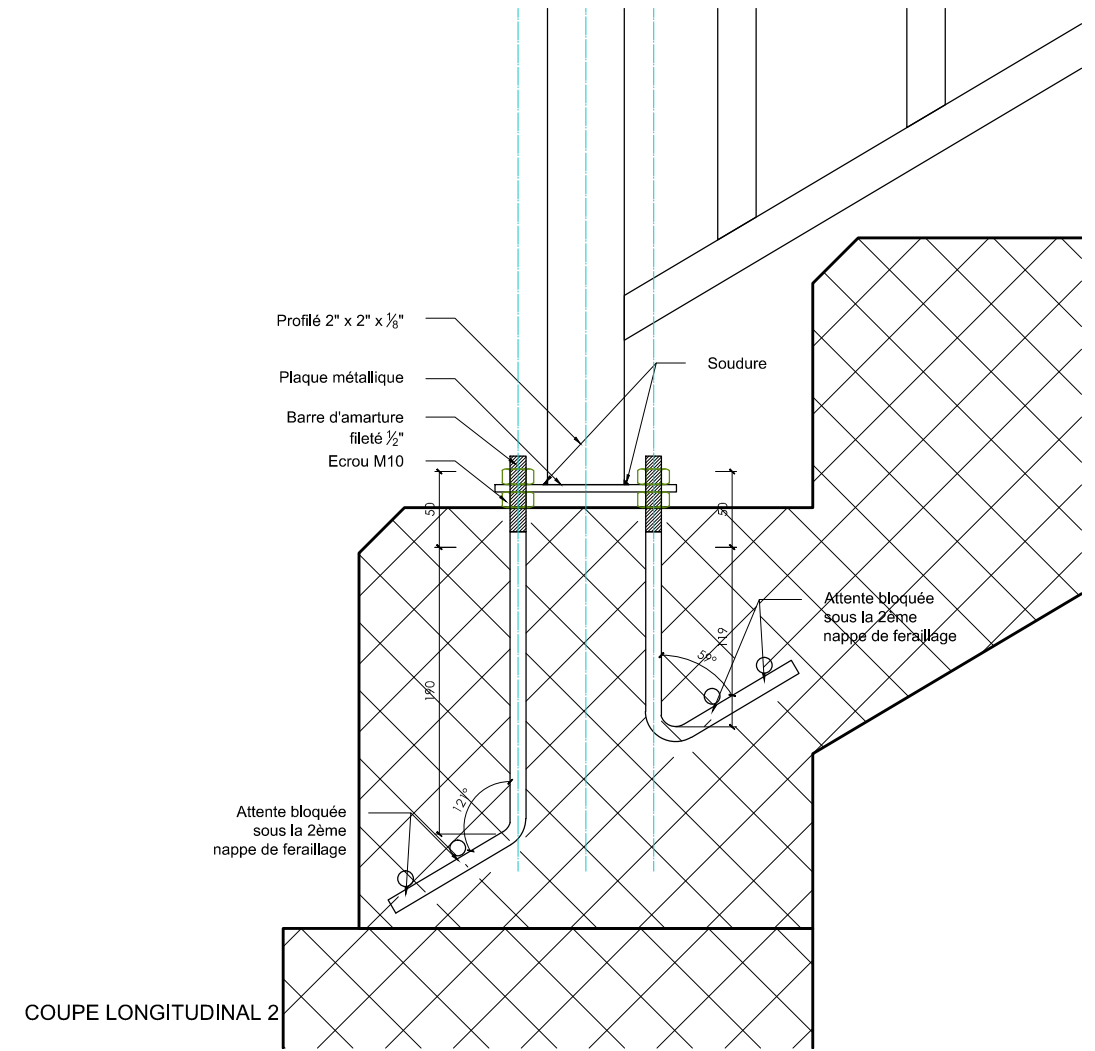 Profilé 2" x 2" x ⅛"
Soudure
Plaque métallique
Barre d'amarture
fileté ½"
Ecrou M10
50
50
Attente bloquée
sous la 2ème
nappe de feraillage
119
59°
190
121°
Attente bloquée
sous la 2ème
nappe de feraillage
COUPE LONGITUDINAL 2